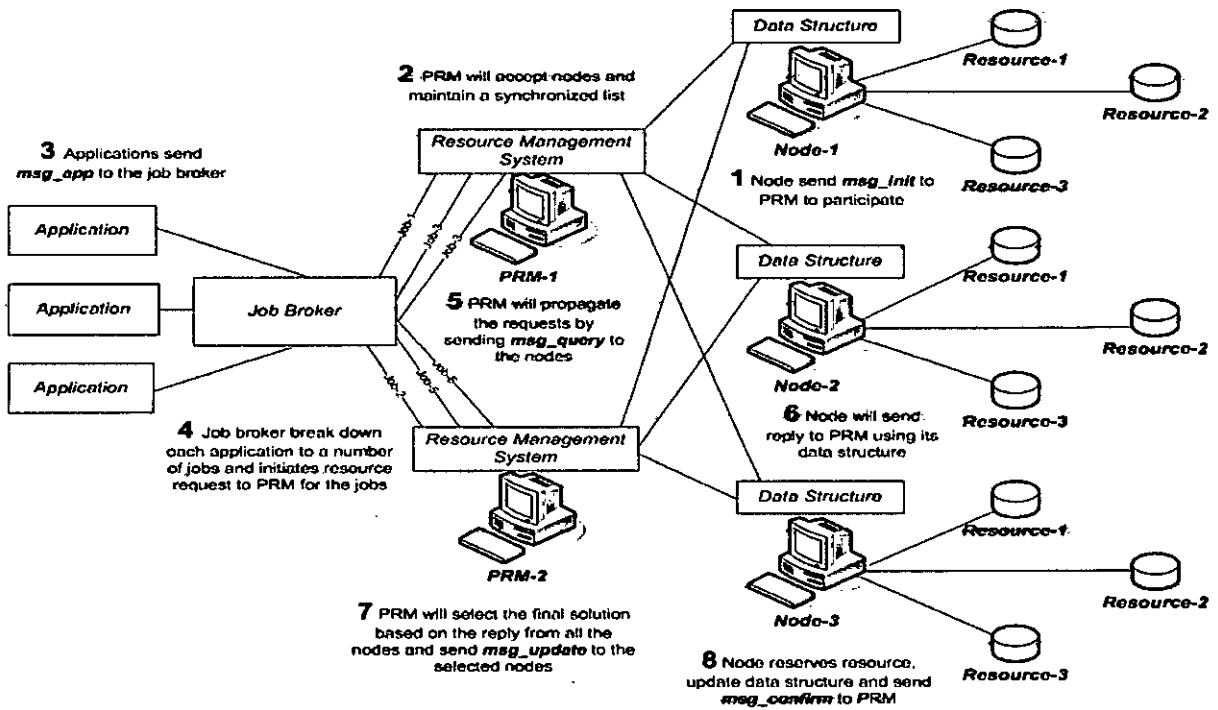 Data Structure
Resource-1
2 PRM will accept nodes and
maintain a synchronized list
Resource-2
Resource Management
System
Node-1
Resource-3
3 Applications send
msg_app to the job broker
1 Node send msg_init to
PRM to participate
Job-1
Job-3
Job-3
Application
PRM-1
Data Structure
Resource-1
Application
Job Broker
5 PRM will propagate
the requests by
sending msg_query to
the nodes
Resource-2
Application
Node-2
Resource-3
Job-2
Job-5
Job-6
4 Job broker break down
each application to a number
of jobs and initiates resource
request to PRM for the jobs
Resource Management
System
6 Node will send
reply to PRM using its
data structure
Data Structure
Resource-1
PRM-2
Resource-2
Node-3
7 PRM will select the final solution
based on the reply from all the
nodes and send msg_update to the
selected nodes
Resource-3
8 Node reserves resource,
update data structure and send
msg_confirm to PRM